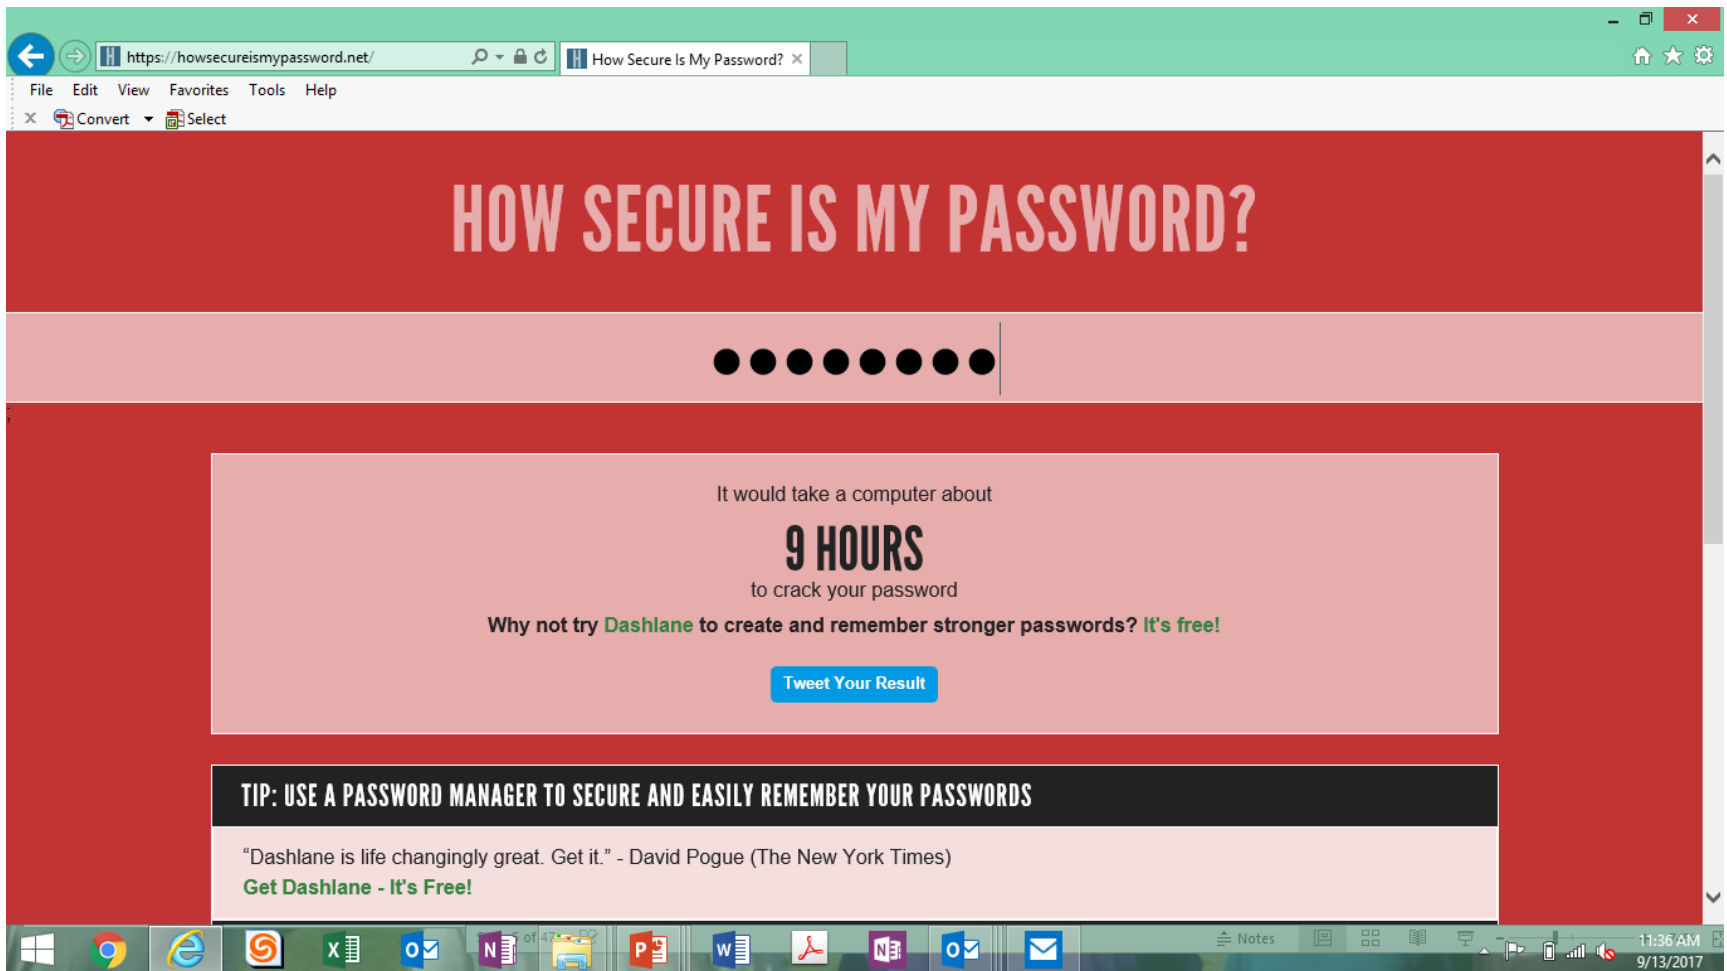 https://howsecureismypassword.net/
How Secure Is My Password?
File Edit View Favorites Tools Help
Convert Select
HOW SECURE IS MY PASSWORD?
It would take a computer about
9 HOURS
to crack your password
Why not try Dashlane to create and remember stronger passwords? It's free!
Tweet Your Result
TIP: USE A PASSWORD MANAGER TO SECURE AND EASILY REMEMBER YOUR PASSWORDS
“Dashlane is life changingly great. Get it.” - David Pogue (The New York Times)
Get Dashlane - It's Free!
of 47
Notes
11:36 AM
9/13/2017